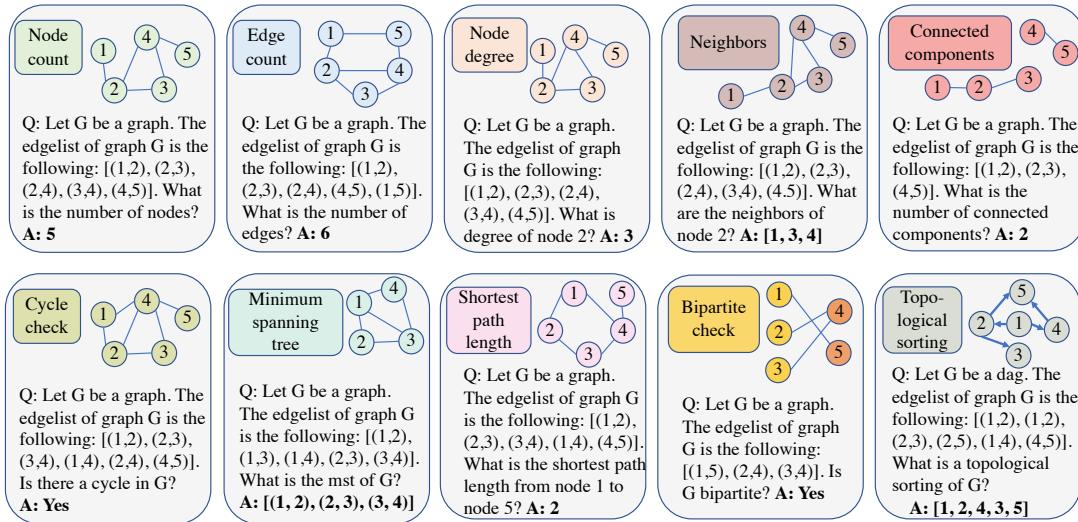 Node
count
1
4
5
2
3
Q: Let G be a graph. The
edgelist of graph G is the
following: [(1,2), (2,3),
(2,4), (3,4), (4,5)]. What
is the number of nodes?
A: 5
Edge
count
1
5
2
4
3
Q: Let G be a graph. The
edgelist of graph G is
the following: [(1,2),
(2,3), (2,4), (4,5), (1,5)].
What is the number of
edges? A: 6
Node
degree
1
4
5
2
3
Q: Let G be a graph.
The edgelist of graph
G is the following:
[(1,2), (2,3), (2,4),
(3,4), (4,5)]. What is
degree of node 2? A: 3
Neighbors
4
5
2
3
1
Q: Let G be a graph. The
edgelist of graph G is
the following: [(1,2), (2,3),
(2,4), (3,4), (4.5)]. What
are the neighbors of
node 2? A: [1, 3, 4]
Connected
components
4
5
3
1
2
Q: Let G be a graph. The
edgelist of graph G is
the following: [(1,2), (2,3),
(4,5)]. What is the
number of connected
components? A: 2
Cycle
check
1
4
5
2
3
Q: Let G be a graph. The
edgelist of graph G is the
following: [(1,2), (2,3),
(3,4), (1,4), (2,4), (4,5)].
Is there a cycle in G?
A: Yes
Minimum
spanning
tree
1
4
2
3
Q: Let G be a graph.
The edgelist of graph G
is the following: [(1,2),
(1,3), (1,4), (2,3), (3,4)].
What is the mst of G?
A: [(1, 2), (2, 3), (3, 4)]
Shortest
path
length
1
5
2
4
3
Q: Let G be a graph.
The edgelist of graph G
is the following: [(1,2),
(2,3), (3,4), (1,4), (4,5)].
What is the shortest path
length from node 1 to
node 5? A: 2
Bipartite
check
1
4
2
3
5
Q: Let G be a graph.
The edgelist of graph
G is the following:
[(1,5), (2,4), (3,4)]. Is
G bipartite? A: Yes
Topo-
logical
sorting
5
2
1
4
3
Q: Let G be a dag. The
edgelist of graph G is the
following: [(1,2), (1,2),
(2,3), (2,5), (1,4), (4,5)].
What is a topological
sorting of G?
A: [1, 2, 4, 3, 5]